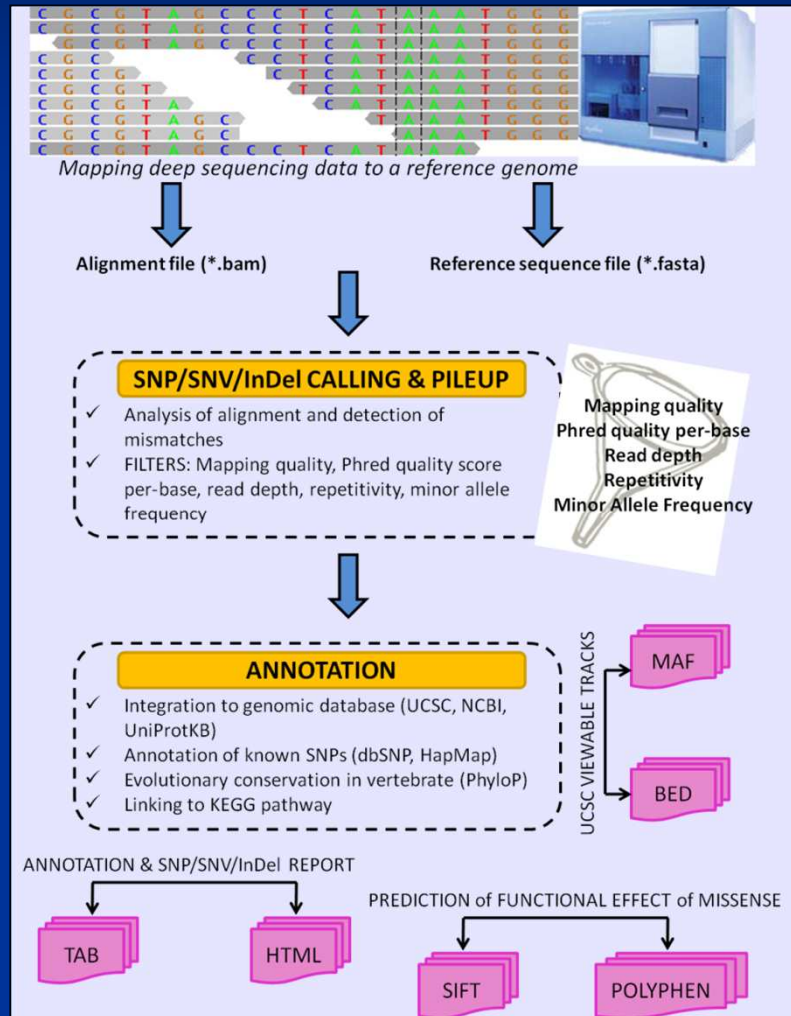 C G C G T A G C C C T C A T A A A T G G G
C G C G T A G C C C T C A T A A A T G G G
G C G T A G C C C T C A T A A A T G G G
C G C C C T C A T A A A T G G G
C G C G C T C A T A A A T G G G
C G C G T T C A T A A A T G G G
C G C G T A C A T A A A T G G G
C G C G T A G C T A A A T G G G
C G C G T A G C A A A T G G G
C G C G T A G C C C T C A T A A A
Mapping deep sequencing data to a reference genome
Alignment file (*.bam)
Reference sequence file (*.fasta)
SNP/SNV/InDel CALLING & PILEUP
✓ Analysis of alignment and detection of
mismatches
✓ FILTERS: Mapping quality, Phred quality score
per-base, read depth, repetitivity, minor allele
frequency
Mapping quality
Phred quality per-base
Read depth
Repetitivity
Minor Allele Frequency
ANNOTATION
✓ Integration to genomic database (UCSC, NCBI,
UniProtKB)
✓ Annotation of known SNPs (dbSNP, HapMap)
✓ Evolutionary conservation in vertebrate (PhyloP)
✓ Linking to KEGG pathway
UCSC VIEWABLE TRACKS
MAF
BED
ANNOTATION & SNP/SNV/InDel REPORT
TAB
HTML
PREDICTION of FUNCTIONAL EFFECT of MISSENSE
SIFT
POLYPHEN